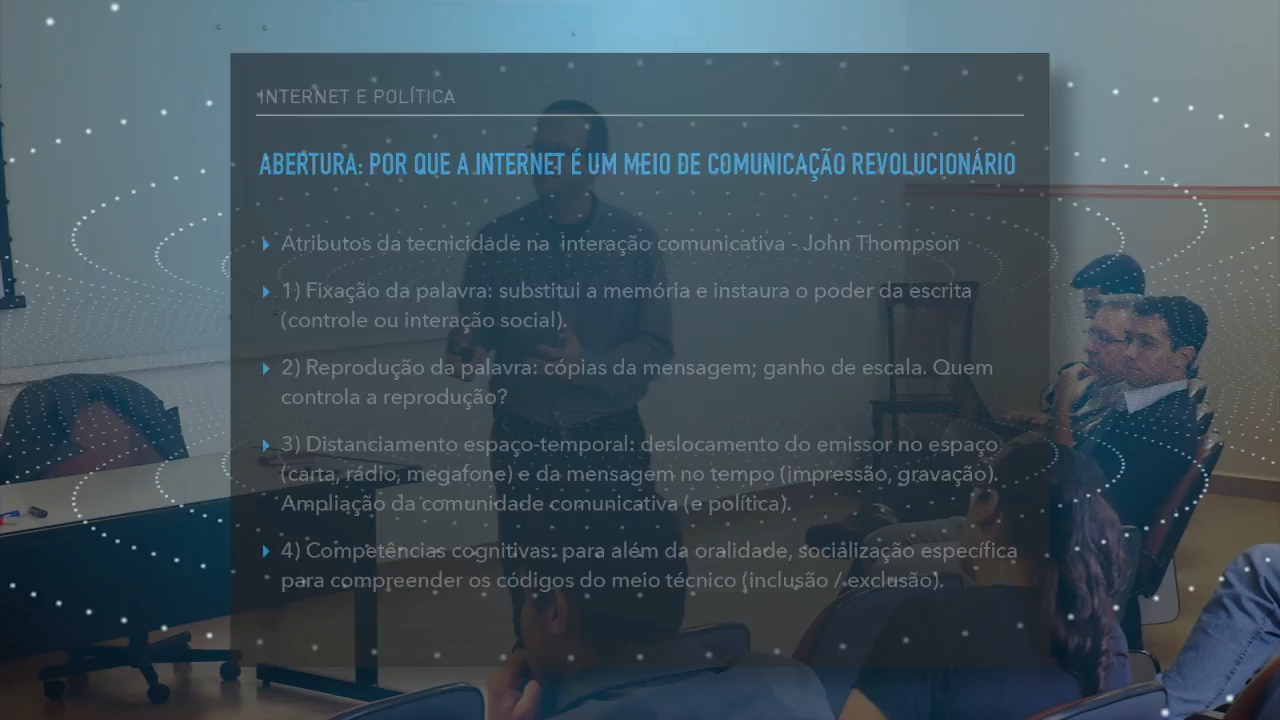 INTERNET E POLÍTICA
ABERTURA: POR QUE A INTERNET É UM MEIO DE COMUNICAÇÃO REVOLUCIONÁRIO
Atributos da tecnicidade na interação comunicativa - John Thompson
1) Fixação da palavra: substitui a memória e instaura o poder da escrita
(controle ou interação social).
2) Reprodução da palavra: cópias da mensagem; ganho de escala. Quem
controla a reprodução?
3) Distanciamento espaço-temporal: deslocamento do emissor no espaço
(carta, rádio, megafone) e da mensagem no tempo (impressão, gravação).
Ampliação da comunidade comunicativa (e política).
4) Competências cognitivas: para além da oralidade, socialização específica
para compreender os códigos do meio técnico (inclusão / exclusão).